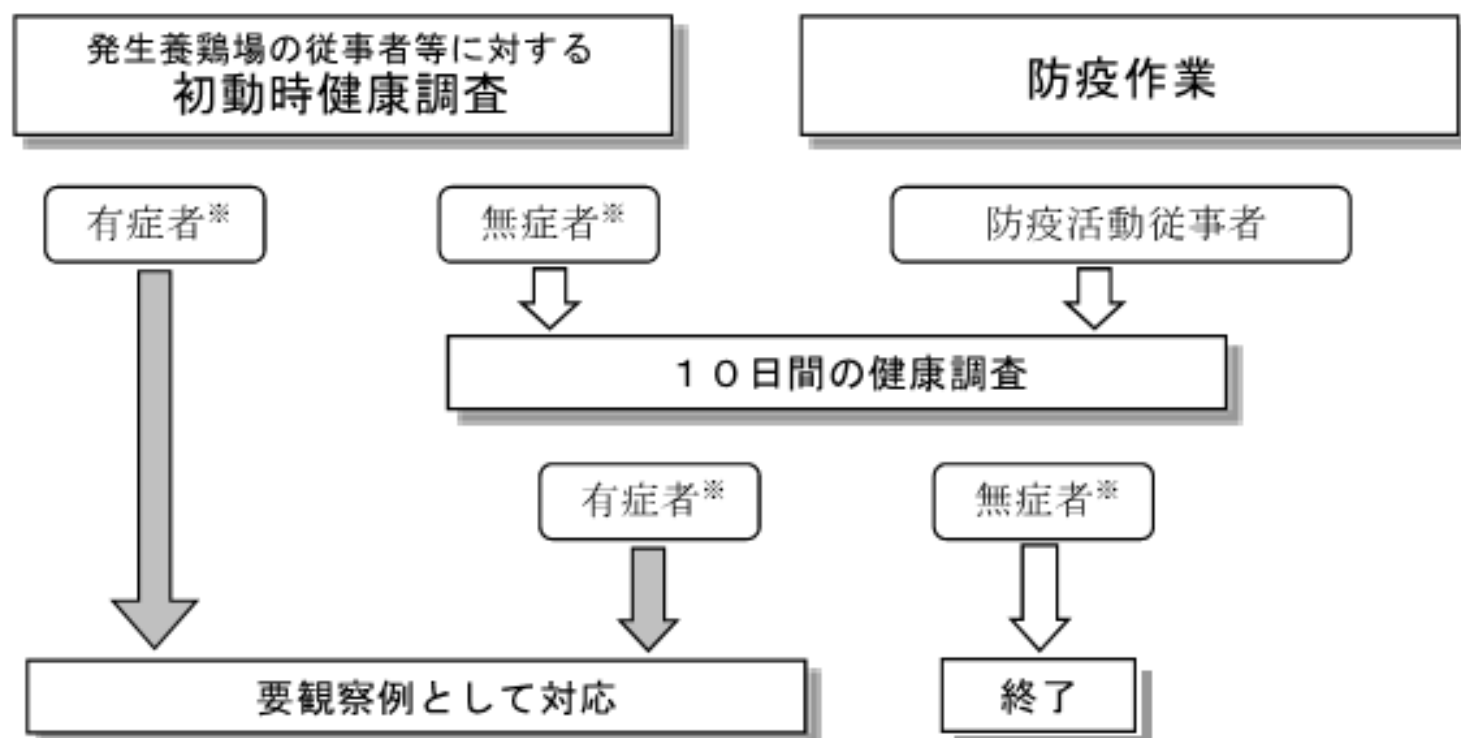 発生養鶏場の従事者等に対する
初動時健康調査
防疫作業
有症者※
無症者※
防疫活動従事者
１０日間の健康調査
有症者※
無症者※
要観察例として対応
終了